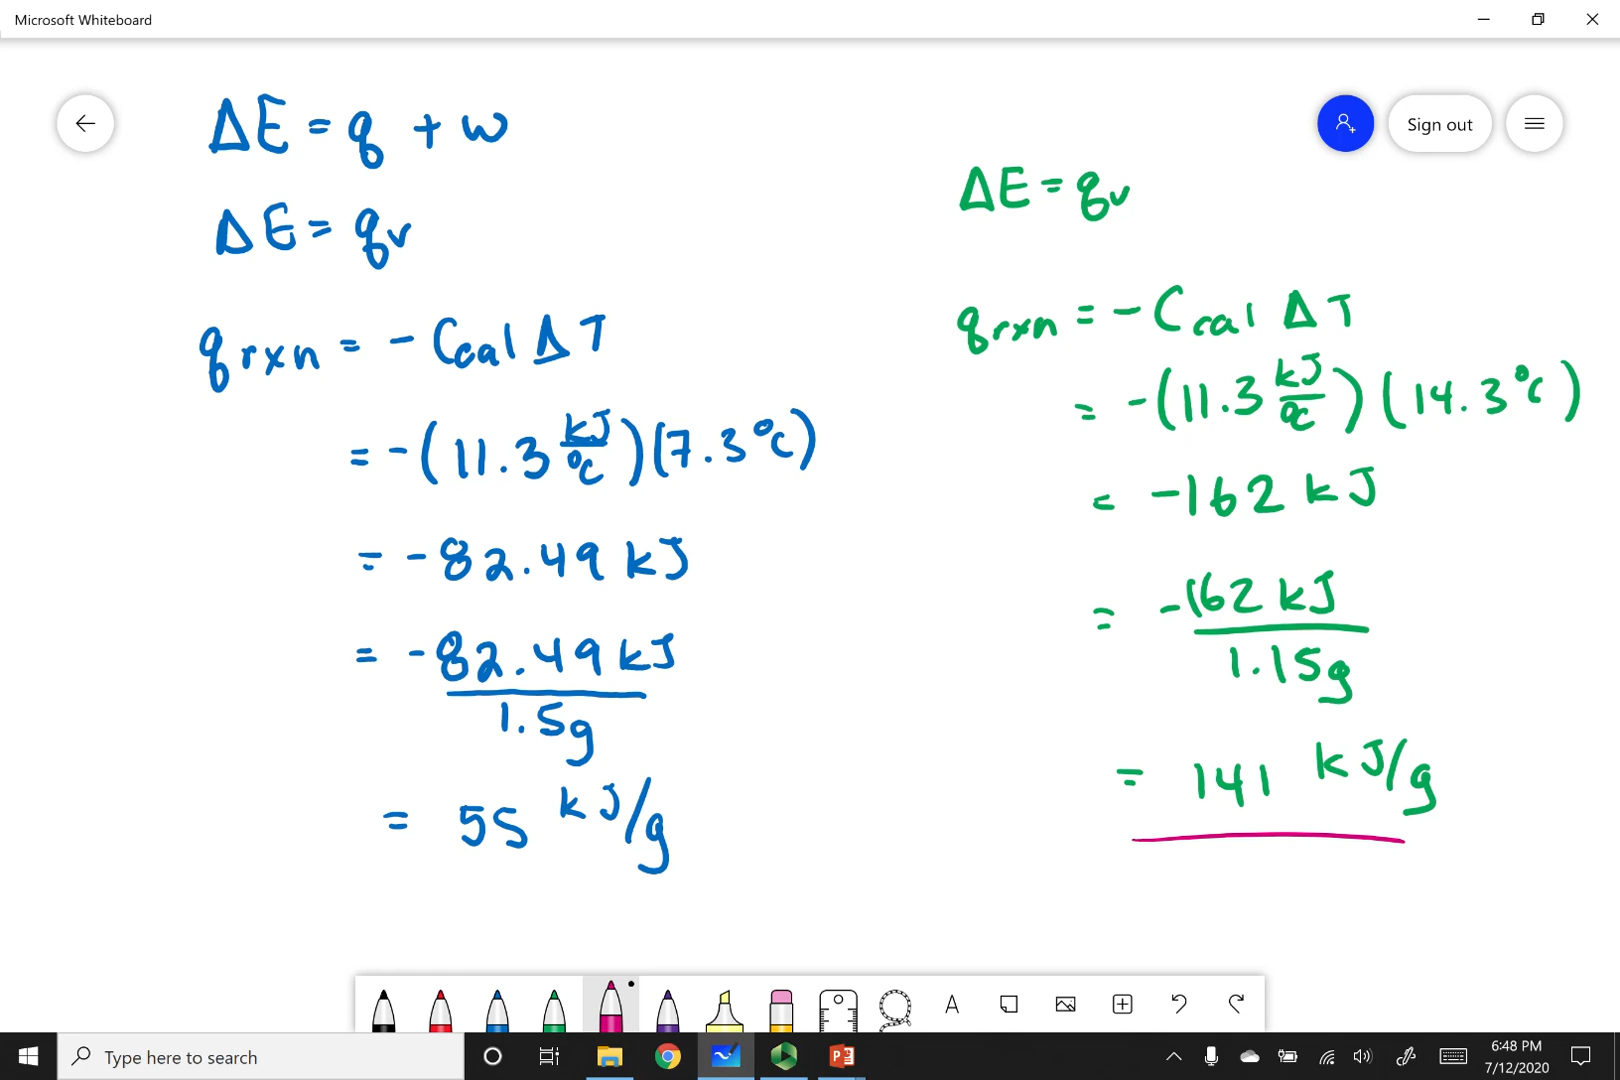 Microsoft Whiteboard
Sign out
ΔE = q + w
ΔE = qv
qrxn = - Ccal ΔT
= -(11.3 kJ/°C)(7.3°C)
= -82.49 kJ
= -82.49 kJ
1.5g
= 55 kJ/g
ΔE = qv
qrxn = - Ccal ΔT
= -(11.3 kJ/°C)(14.3°C)
= -162 kJ
= -162 kJ
1.15g
= 141 kJ/g
A
Type here to search
6:48 PM
7/12/2020